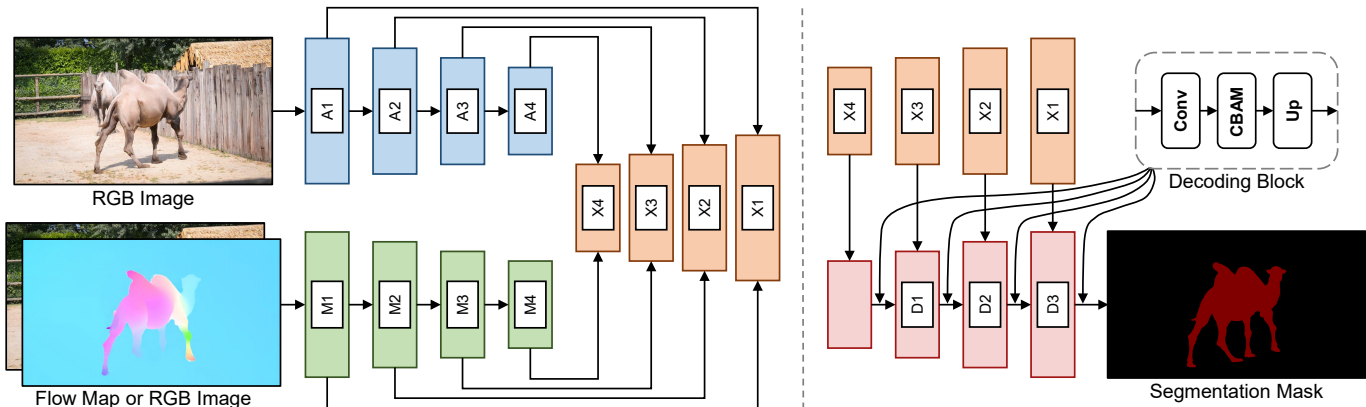 A1
A2
A3
A4
RGB Image
X4
X3
X2
X1
M1
M2
M3
M4
Flow Map or RGB Image
X4
X3
X2
X1
Conv
CBAM
Up
Decoding Block
D1
D2
D3
Segmentation Mask